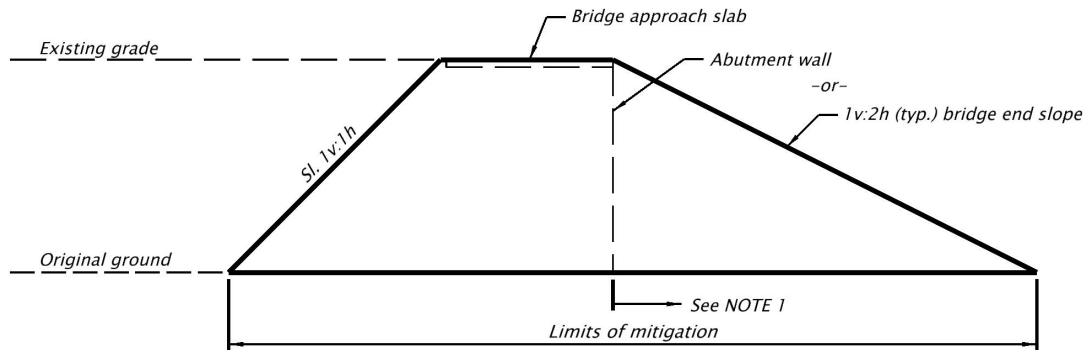 Bridge approach slab
Existing grade
Abutment wall
-or-
1v:2h (typ.) bridge end slope
Sl. 1v:1h
Original ground
See NOTE 1
Limits of mitigation